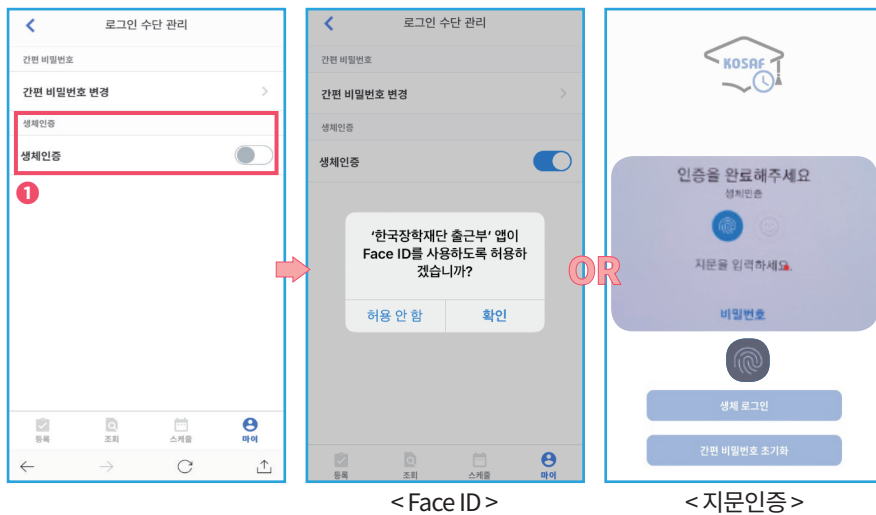 로그인 수단 관리
간편 비밀번호
간편 비밀번호 변경
생체인증
생체인증
1
등록
조회
스케줄
마이
로그인 수단 관리
간편 비밀번호
간편 비밀번호 변경
생체인증
생체인증
‘한국장학재단 출근부’ 앱이
Face ID를 사용하도록 허용하
겠습니까?
허용 안 함
확인
등록
조회
스케줄
마이
< Face ID >
OR
KOSAF
인증을 완료해주세요
생체인증
지문을 입력하세요.
비밀번호
생체 로그인
간편 비밀번호 초기화
< 지문인증 >